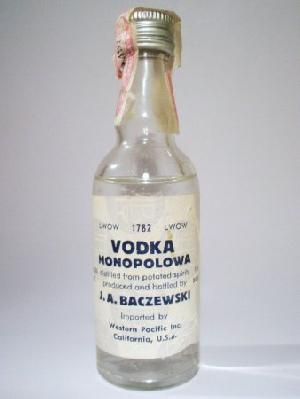 LWOW 1782 LWOW
VODKA
MONOPOLOWA
distilled from potatoed spirits
produced and bottled by
J. A. BACZEWSKI
Imported by
Western Pacific Inc.
California, U.S.A.